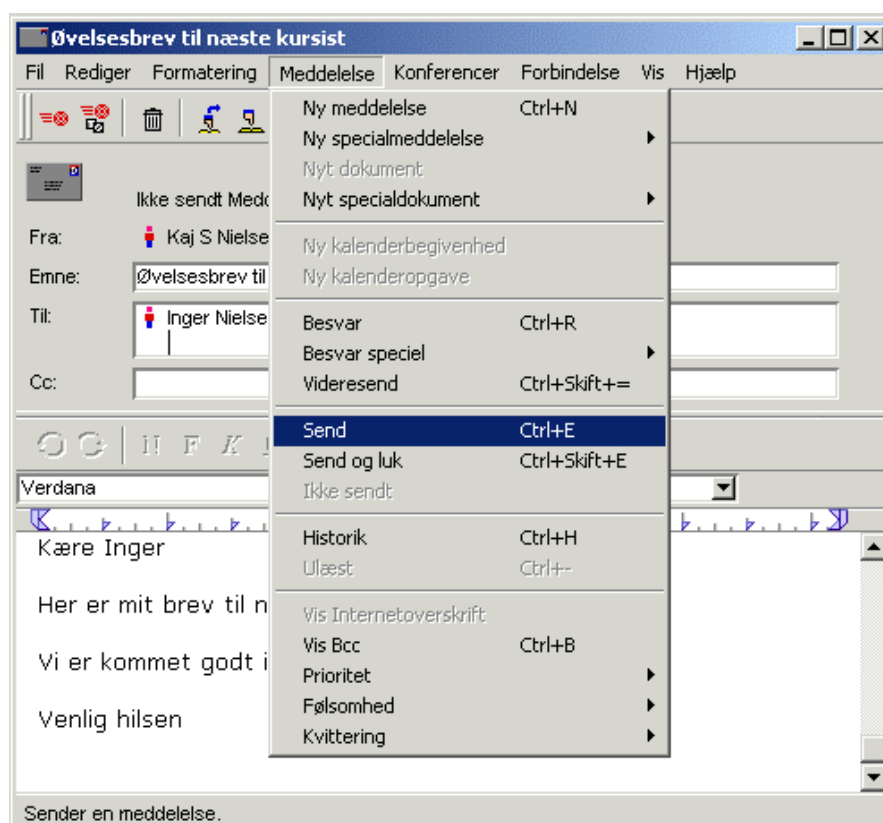 Øvelsesbrev til næste kursist
Fil Rediger Formatering Meddelelse Konferencer Forbindelse Vis Hjælp
Ny meddelelse Ctrl+N
Ny specialmeddelelse
Nyt dokument
Nyt specialdokument
Ikke sendt Medd
Fra: Kaj S Nielse
Ny kalenderbegivenhed
Emne: Øvelsesbrev til
Ny kalenderopgave
Til: Inger Nielse
Besvar Ctrl+R
Besvar speciel
Cc:
Videresend Ctrl+Skift+=
Send Ctrl+E
!! F K
Send og luk Ctrl+Skift+E
Verdana
Ikke sendt
Historik Ctrl+H
Kære Inger
Ulæst Ctrl+-
Her er mit brev til n
Vis Internetoverskrift
Vis Bcc Ctrl+B
Vi er kommet godt i
Prioritet
Følsomhed
Venlig hilsen
Kvittering
Sender en meddelelse.